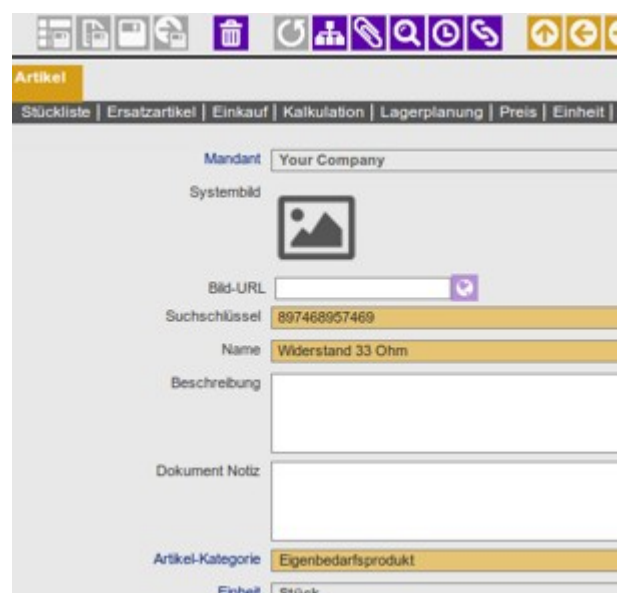 Artikel
Stückliste | Ersatzartikel | Einkauf | Kalkulation | Lagerplanung | Preis | Einheit |
Mandant Your Company
Systembild
Bild-URL
Suchschlüssel 897468957469
Name Widerstand 33 Ohm
Beschreibung
Dokument Notiz
Artikel-Kategorie Eigenbedarfsprodukt
Einheit Stück